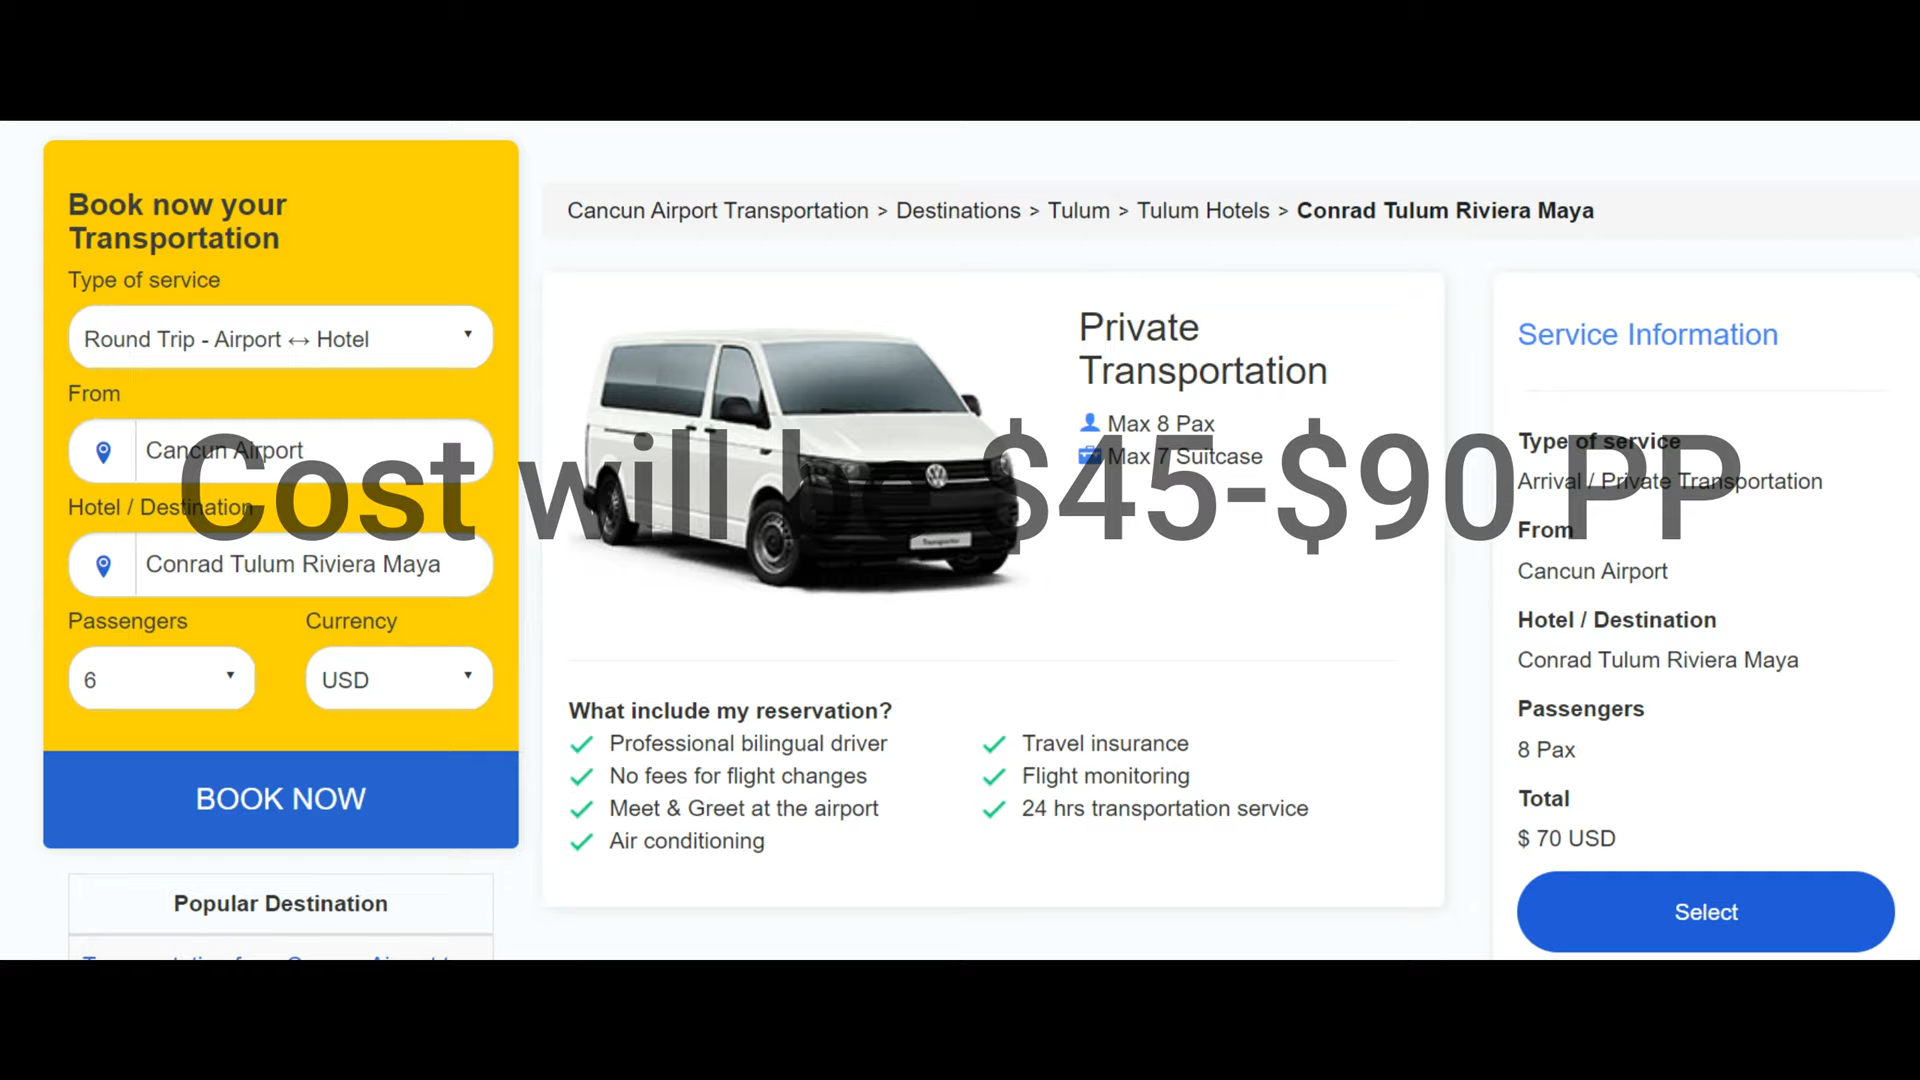 Book now your
Transportation
Type of service
Round Trip - Airport ↔ Hotel
From
Cancun Airport
Hotel / Destination
Conrad Tulum Riviera Maya
Passengers
Currency
6
USD
BOOK NOW
Popular Destination
Cancun Airport Transportation > Destinations > Tulum > Tulum Hotels > Conrad Tulum Riviera Maya
Private
Transportation
Max 8 Pax
Max 7 Suitcase
Cost will be $45-$90 PP
What include my reservation?
Professional bilingual driver
No fees for flight changes
Meet & Greet at the airport
Air conditioning
Travel insurance
Flight monitoring
24 hrs transportation service
Service Information
Type of service
Arrival / Private Transportation
From
Cancun Airport
Hotel / Destination
Conrad Tulum Riviera Maya
Passengers
8 Pax
Total
$ 70 USD
Select